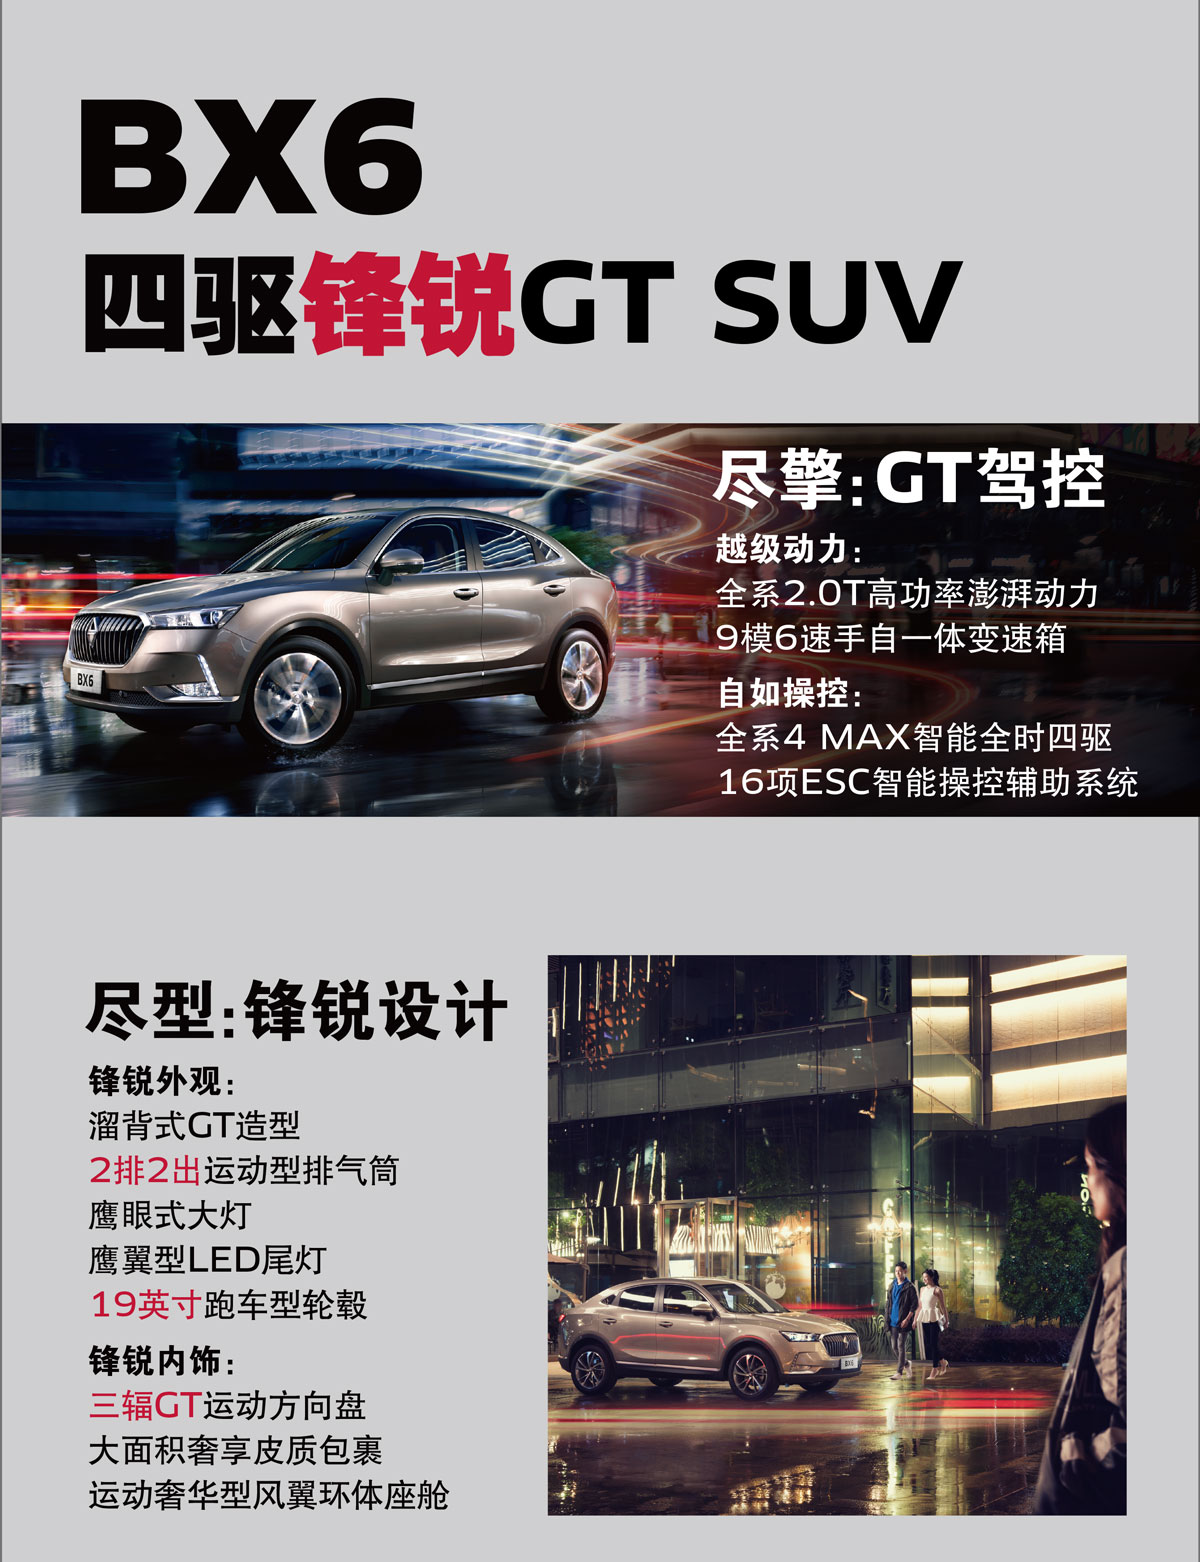 BX6
四驱锋锐GT SUV
尽擎:GT驾控
越级动力:
全系2.0T高功率澎湃动力
9模6速手自一体变速箱
自如操控:
全系4 MAX智能全时四驱
16项ESC智能操控辅助系统
BX6
尽型:锋锐设计
锋锐外观:
溜背式GT造型
2排2出运动型排气筒
鹰眼式大灯
鹰翼型LED尾灯
19英寸跑车型轮毂
锋锐内饰:
三辐GT运动方向盘
大面积奢享皮质包裹
运动奢华型风翼环体座舱
BX6